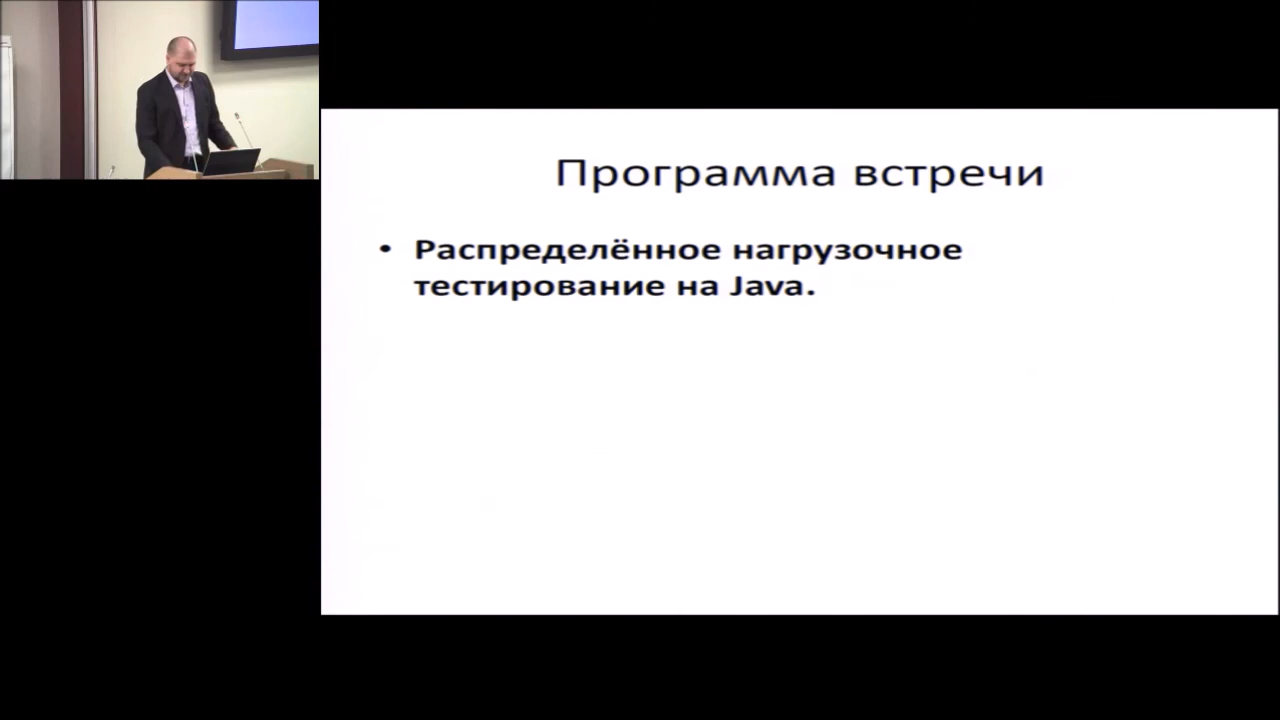 Программа встречи
• Распределённое нагрузочное
тестирование на Java.